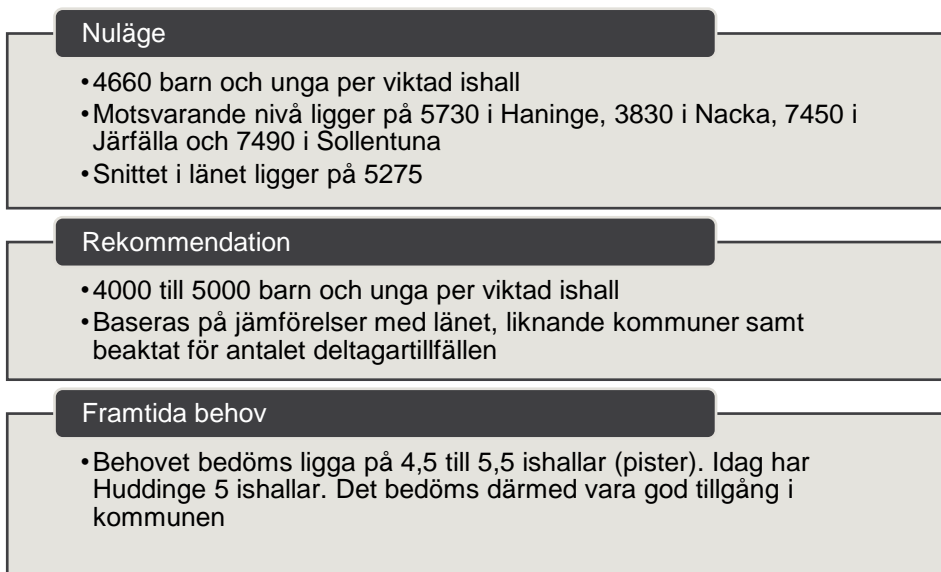 Nuläge
•4660 barn och unga per viktad ishall
•Motsvarande nivå ligger på 5730 i Haninge, 3830 i Nacka, 7450 i
Järfälla och 7490 i Sollentuna
•Snittet i länet ligger på 5275
Rekommendation
•4000 till 5000 barn och unga per viktad ishall
•Baseras på jämförelser med länet, liknande kommuner samt
beaktat för antalet deltagartillfällen
Framtida behov
•Behovet bedöms ligga på 4,5 till 5,5 ishallar (pister). Idag har
Huddinge 5 ishallar. Det bedöms därmed vara god tillgång i
kommunen